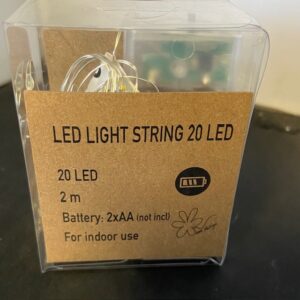 LED LIGHT STRING 20 LED
20 LED
2 m
Battery: 2xAA (not incl)
For indoor use